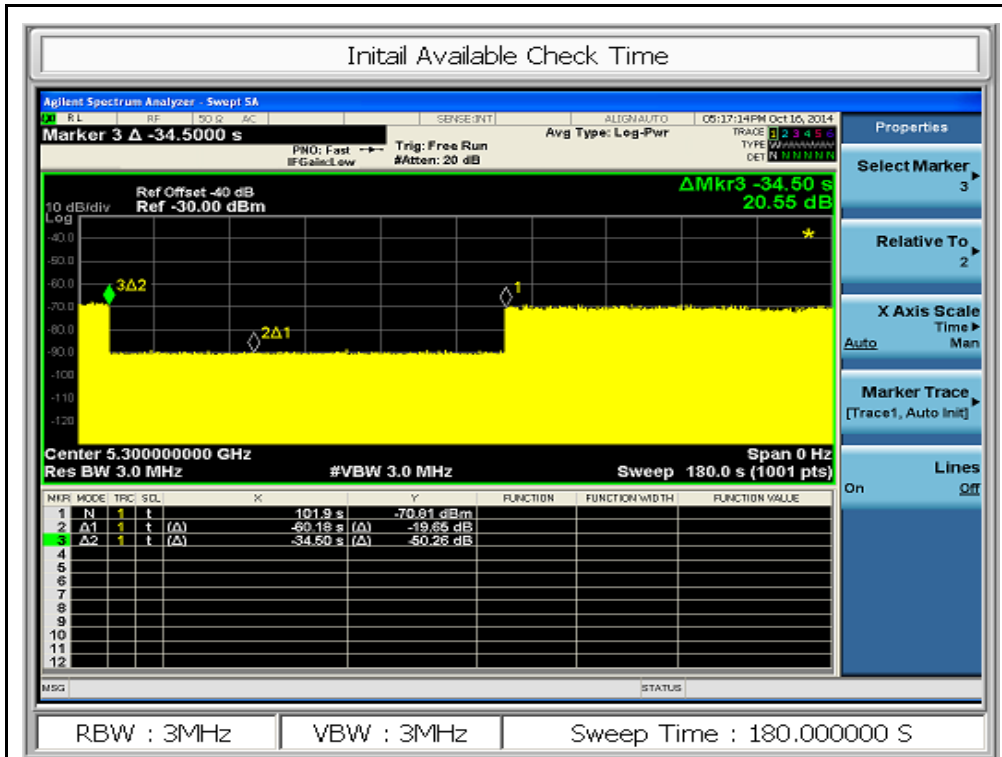 Initail Available Check Time
Agilent Spectrum Analyzer - Swept SA
RL RF 50 Ω AC SENSE:INT ALIGNAUTO 05:17:14PM Oct 16, 2014
Marker 3 Δ -34.5000 s
PNO: Fast
IFGain:Low
Trig: Free Run
#Atten: 20 dB
Avg Type: Log-Pwr
TRACE 1 2 3 4 5 6
TYPE WWWWWW
DET N N N N N N
Ref Offset -40 dB
Ref -30.00 dBm
10 dB/div
Log
ΔMkr3 -34.50 s
20.55 dB
-40.0
-50.0
-60.0
-70.0
-80.0
-90.0
-100
-110
-120
3Δ2
2Δ1
1
*
Center 5.300000000 GHz
Span 0 Hz
Res BW 3.0 MHz
#VBW 3.0 MHz
Sweep 180.0 s (1001 pts)
MKR MODE TRC SCL X Y FUNCTION FUNCTION WIDTH FUNCTION VALUE
1 N 1 t 101.9 s -70.81 dBm
2 Δ1 1 t (Δ) -60.18 s (Δ) -19.65 dB
3 Δ2 1 t (Δ) -34.50 s (Δ) -50.26 dB
4
5
6
7
8
9
10
11
12
MSG
STATUS
Properties
Select Marker
3
Relative To
2
X Axis Scale
Time
Auto Man
Marker Trace
[Trace1, Auto Init]
Lines
On Off
RBW : 3MHz
VBW : 3MHz
Sweep Time : 180.000000 S